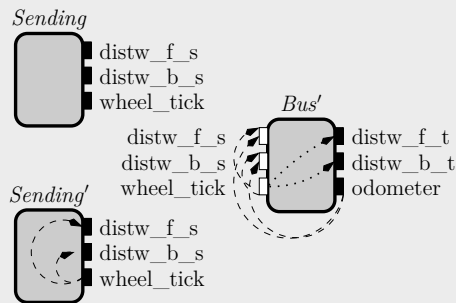 Sending
distw_f_s
distw_b_s
wheel_tick
Bus'
distw_f_s
distw_b_s
wheel_tick
distw_f_t
distw_b_t
odometer
Sending'
distw_f_s
distw_b_s
wheel_tick